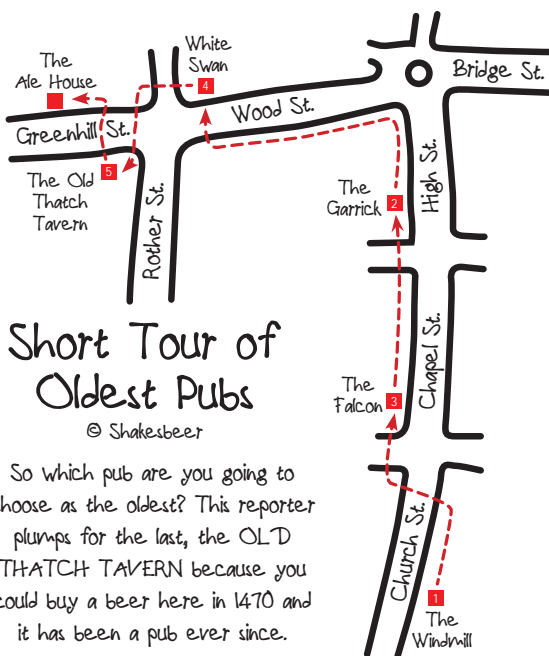 White
Swan
The
Ale House
4
Bridge St.
Wood St.
Greenhill St.
5
The Old
Thatch
Tavern
Rother St.
The
Garrick
2
High St.
Short Tour of
Oldest Pubs
© Shakesbeer
Chapel St.
The
Falcon
3
So which pub are you going to
choose as the oldest? This reporter
plumps for the last, the OLD
THATCH TAVERN because you
could buy a beer here in 1470 and
it has been a pub ever since.
Church St.
1
The
Windmill